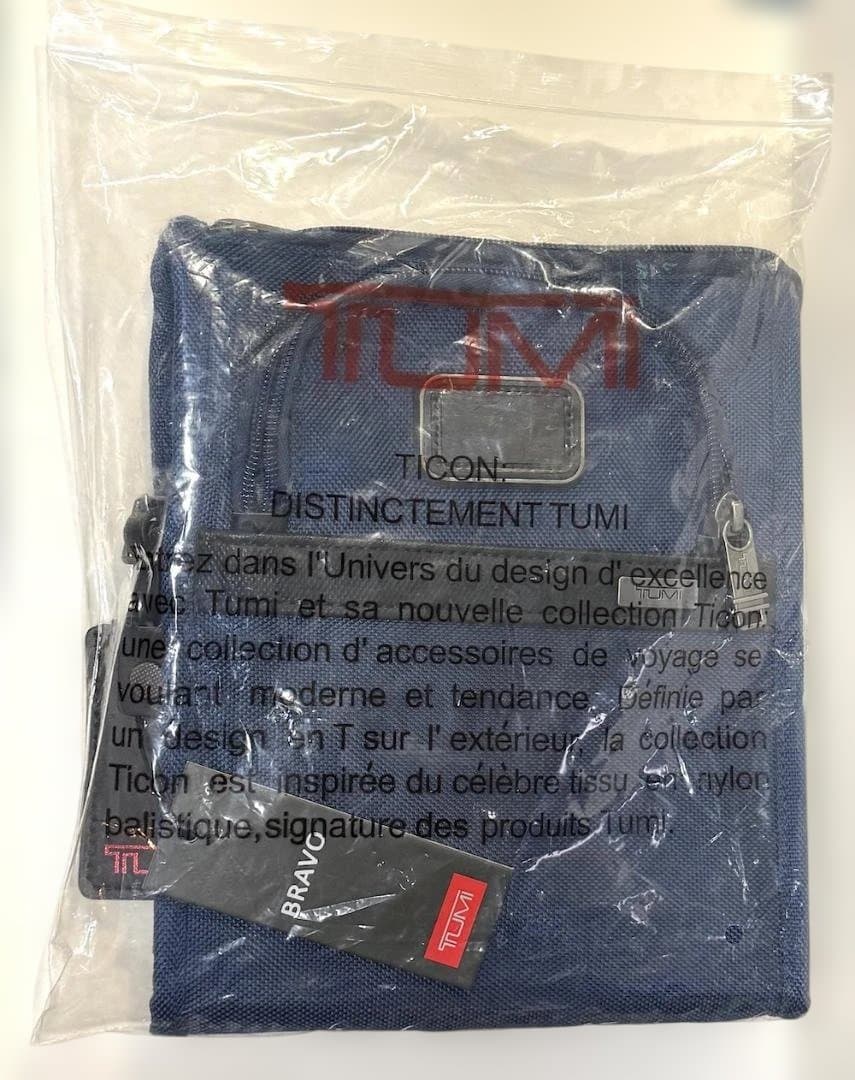 TUMI
TICON:
DISTINCTEMENT TUMI
Entrez dans l'Univers du design d'excellence
TUMI
avec Tumi et sa nouvelle collection Ticon:
une collection d'accessoires de voyage se
voulant moderne et tendance. Définie par
un design en T sur l'extérieur, la collection
Ticon est inspirée du célèbre tissu en nylon
balistique, signature des produits Tumi.
BRAVO
TUMI